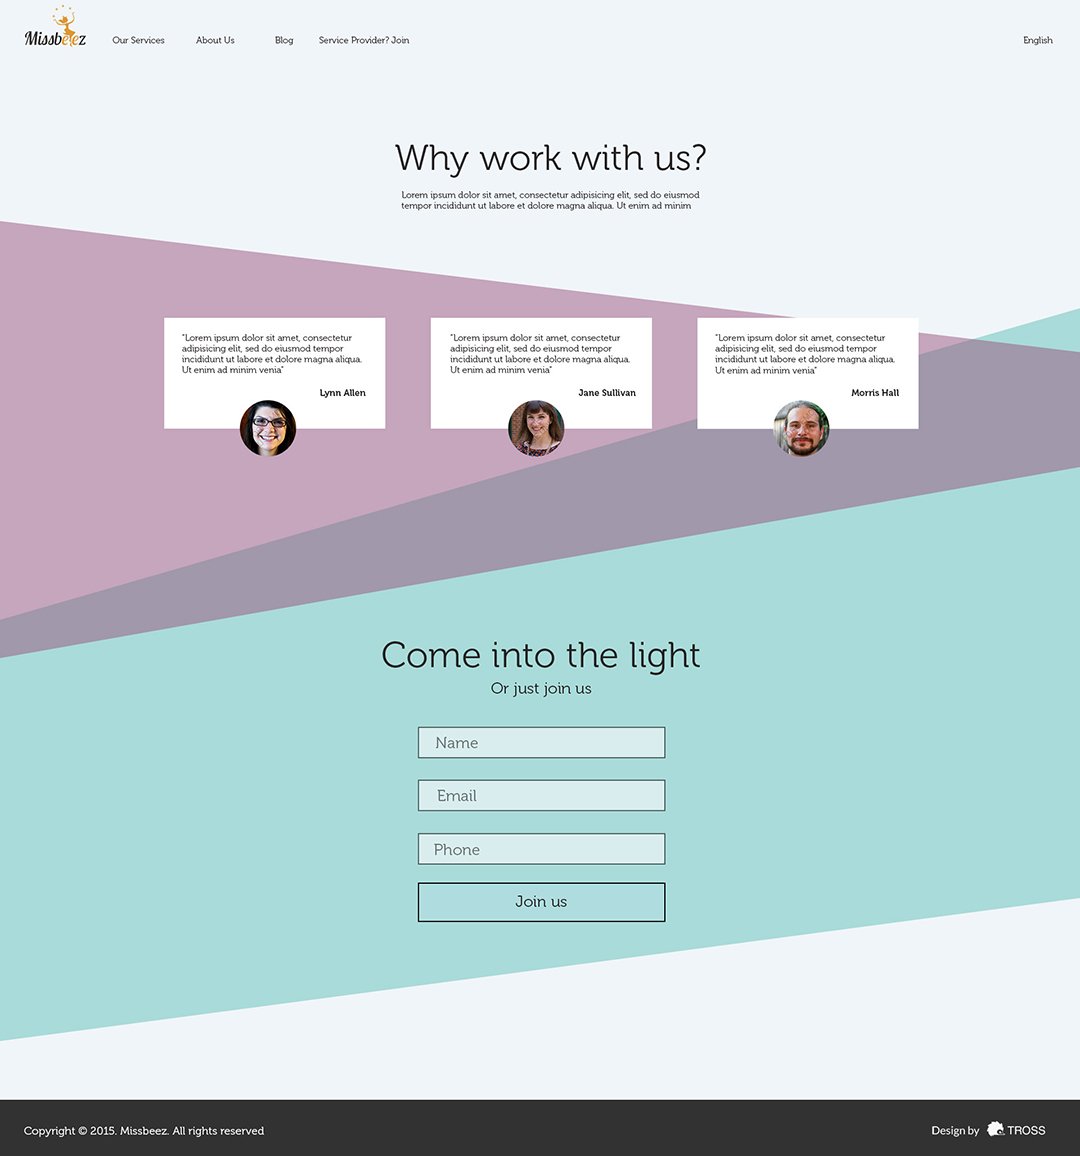 Missbeez
Our Services
About Us
Blog
Service Provider? Join
English
Why work with us?
Lorem ipsum dolor sit amet, consectetur adipisicing elit, sed do eiusmod
tempor incididunt ut labore et dolore magna aliqua. Ut enim ad minim
"Lorem ipsum dolor sit amet, consectetur
adipisicing elit, sed do eiusmod tempor
incididunt ut labore et dolore magna aliqua.
Ut enim ad minim venia"
Lynn Allen
"Lorem ipsum dolor sit amet, consectetur
adipisicing elit, sed do eiusmod tempor
incididunt ut labore et dolore magna aliqua.
Ut enim ad minim venia"
Jane Sullivan
"Lorem ipsum dolor sit amet, consectetur
adipisicing elit, sed do eiusmod tempor
incididunt ut labore et dolore magna aliqua.
Ut enim ad minim venia"
Morris Hall
Come into the light
Or just join us
Name
Email
Phone
Join us
Copyright © 2015. Missbeez. All rights reserved
Design by TROSS